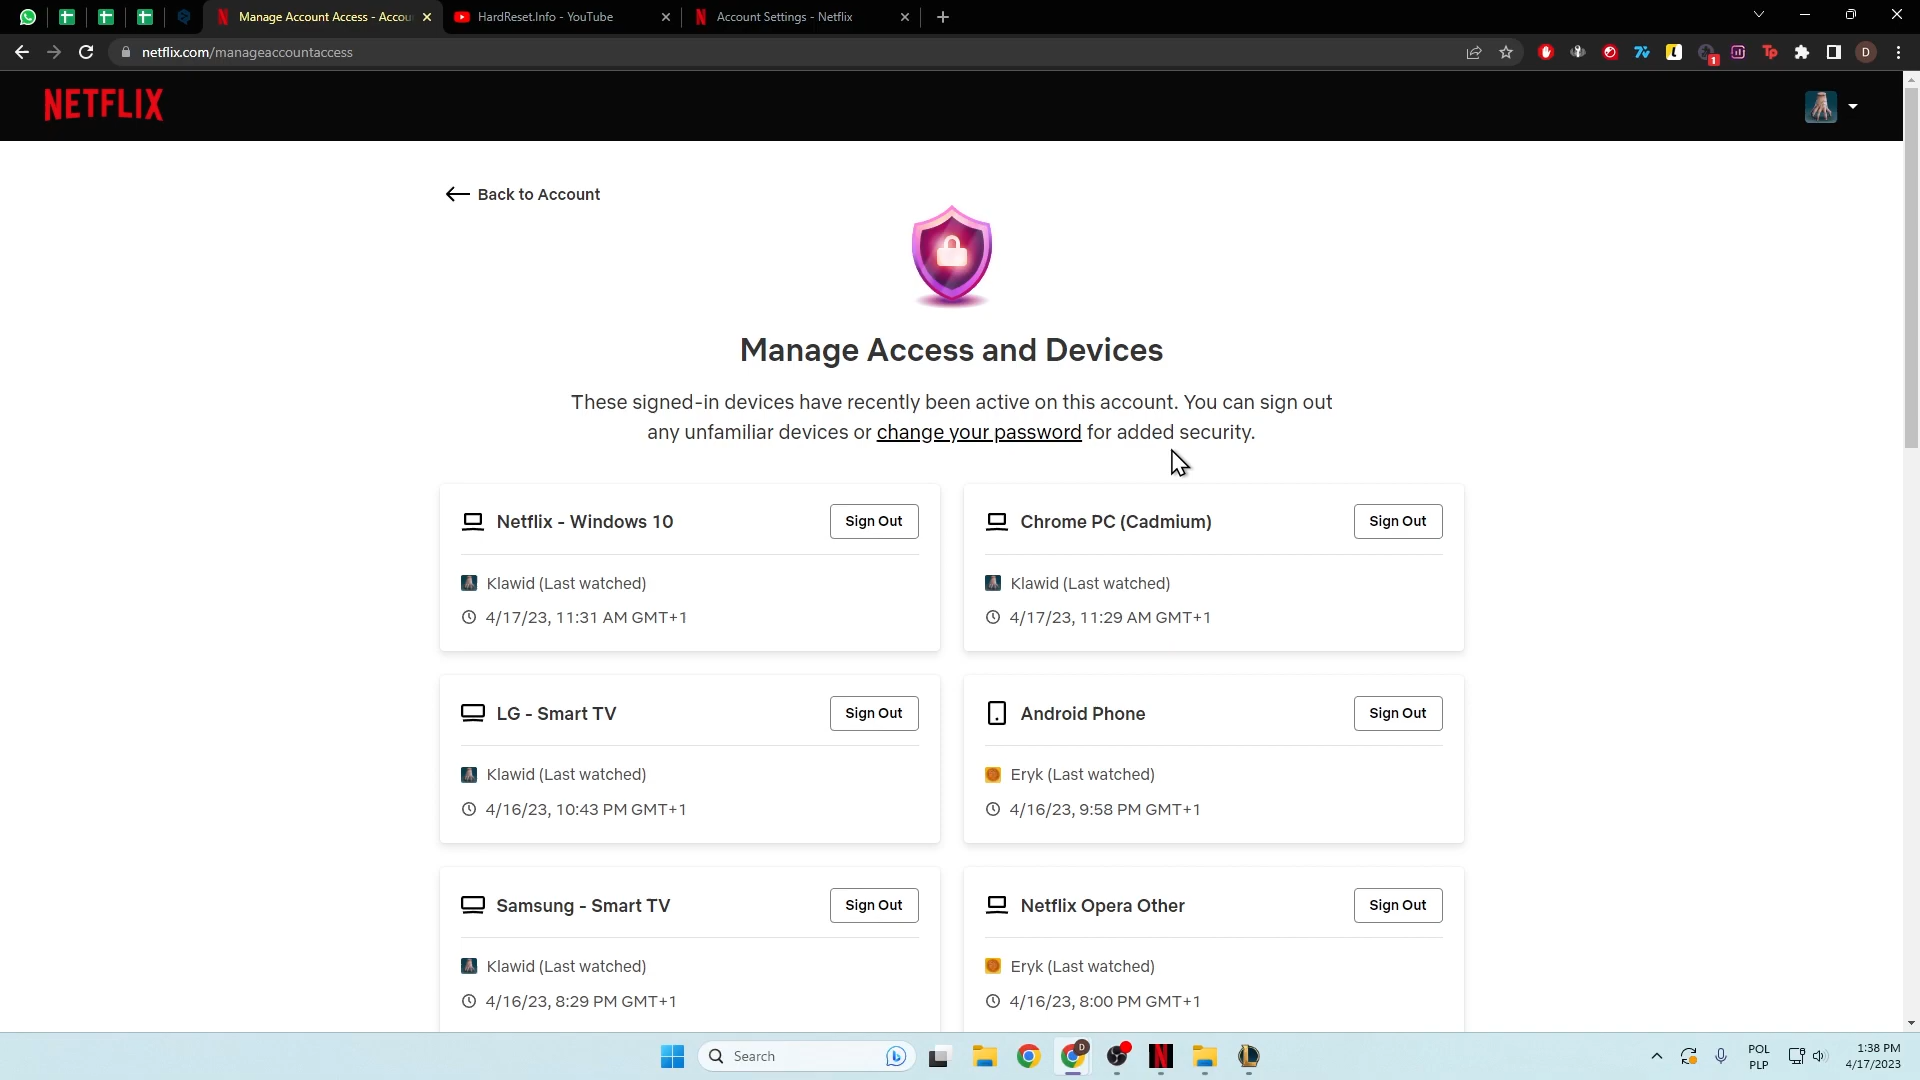 Manage Account Access - Accou
HardReset.Info - YouTube
Account Settings - Netflix
netflix.com/manageaccountaccess
1
Tp
D
NETFLIX
Back to Account
Manage Access and Devices
These signed-in devices have recently been active on this account. You can sign out
any unfamiliar devices or change your password for added security.
Netflix - Windows 10
Sign Out
Klawid (Last watched)
4/17/23, 11:31 AM GMT+1
Chrome PC (Cadmium)
Sign Out
Klawid (Last watched)
4/17/23, 11:29 AM GMT+1
LG - Smart TV
Sign Out
Klawid (Last watched)
4/16/23, 10:43 PM GMT+1
Android Phone
Sign Out
Eryk (Last watched)
4/16/23, 9:58 PM GMT+1
Samsung - Smart TV
Sign Out
Klawid (Last watched)
4/16/23, 8:29 PM GMT+1
Netflix Opera Other
Sign Out
Eryk (Last watched)
4/16/23, 8:00 PM GMT+1
Search
D
POL
PLP
1:38 PM
4/17/2023